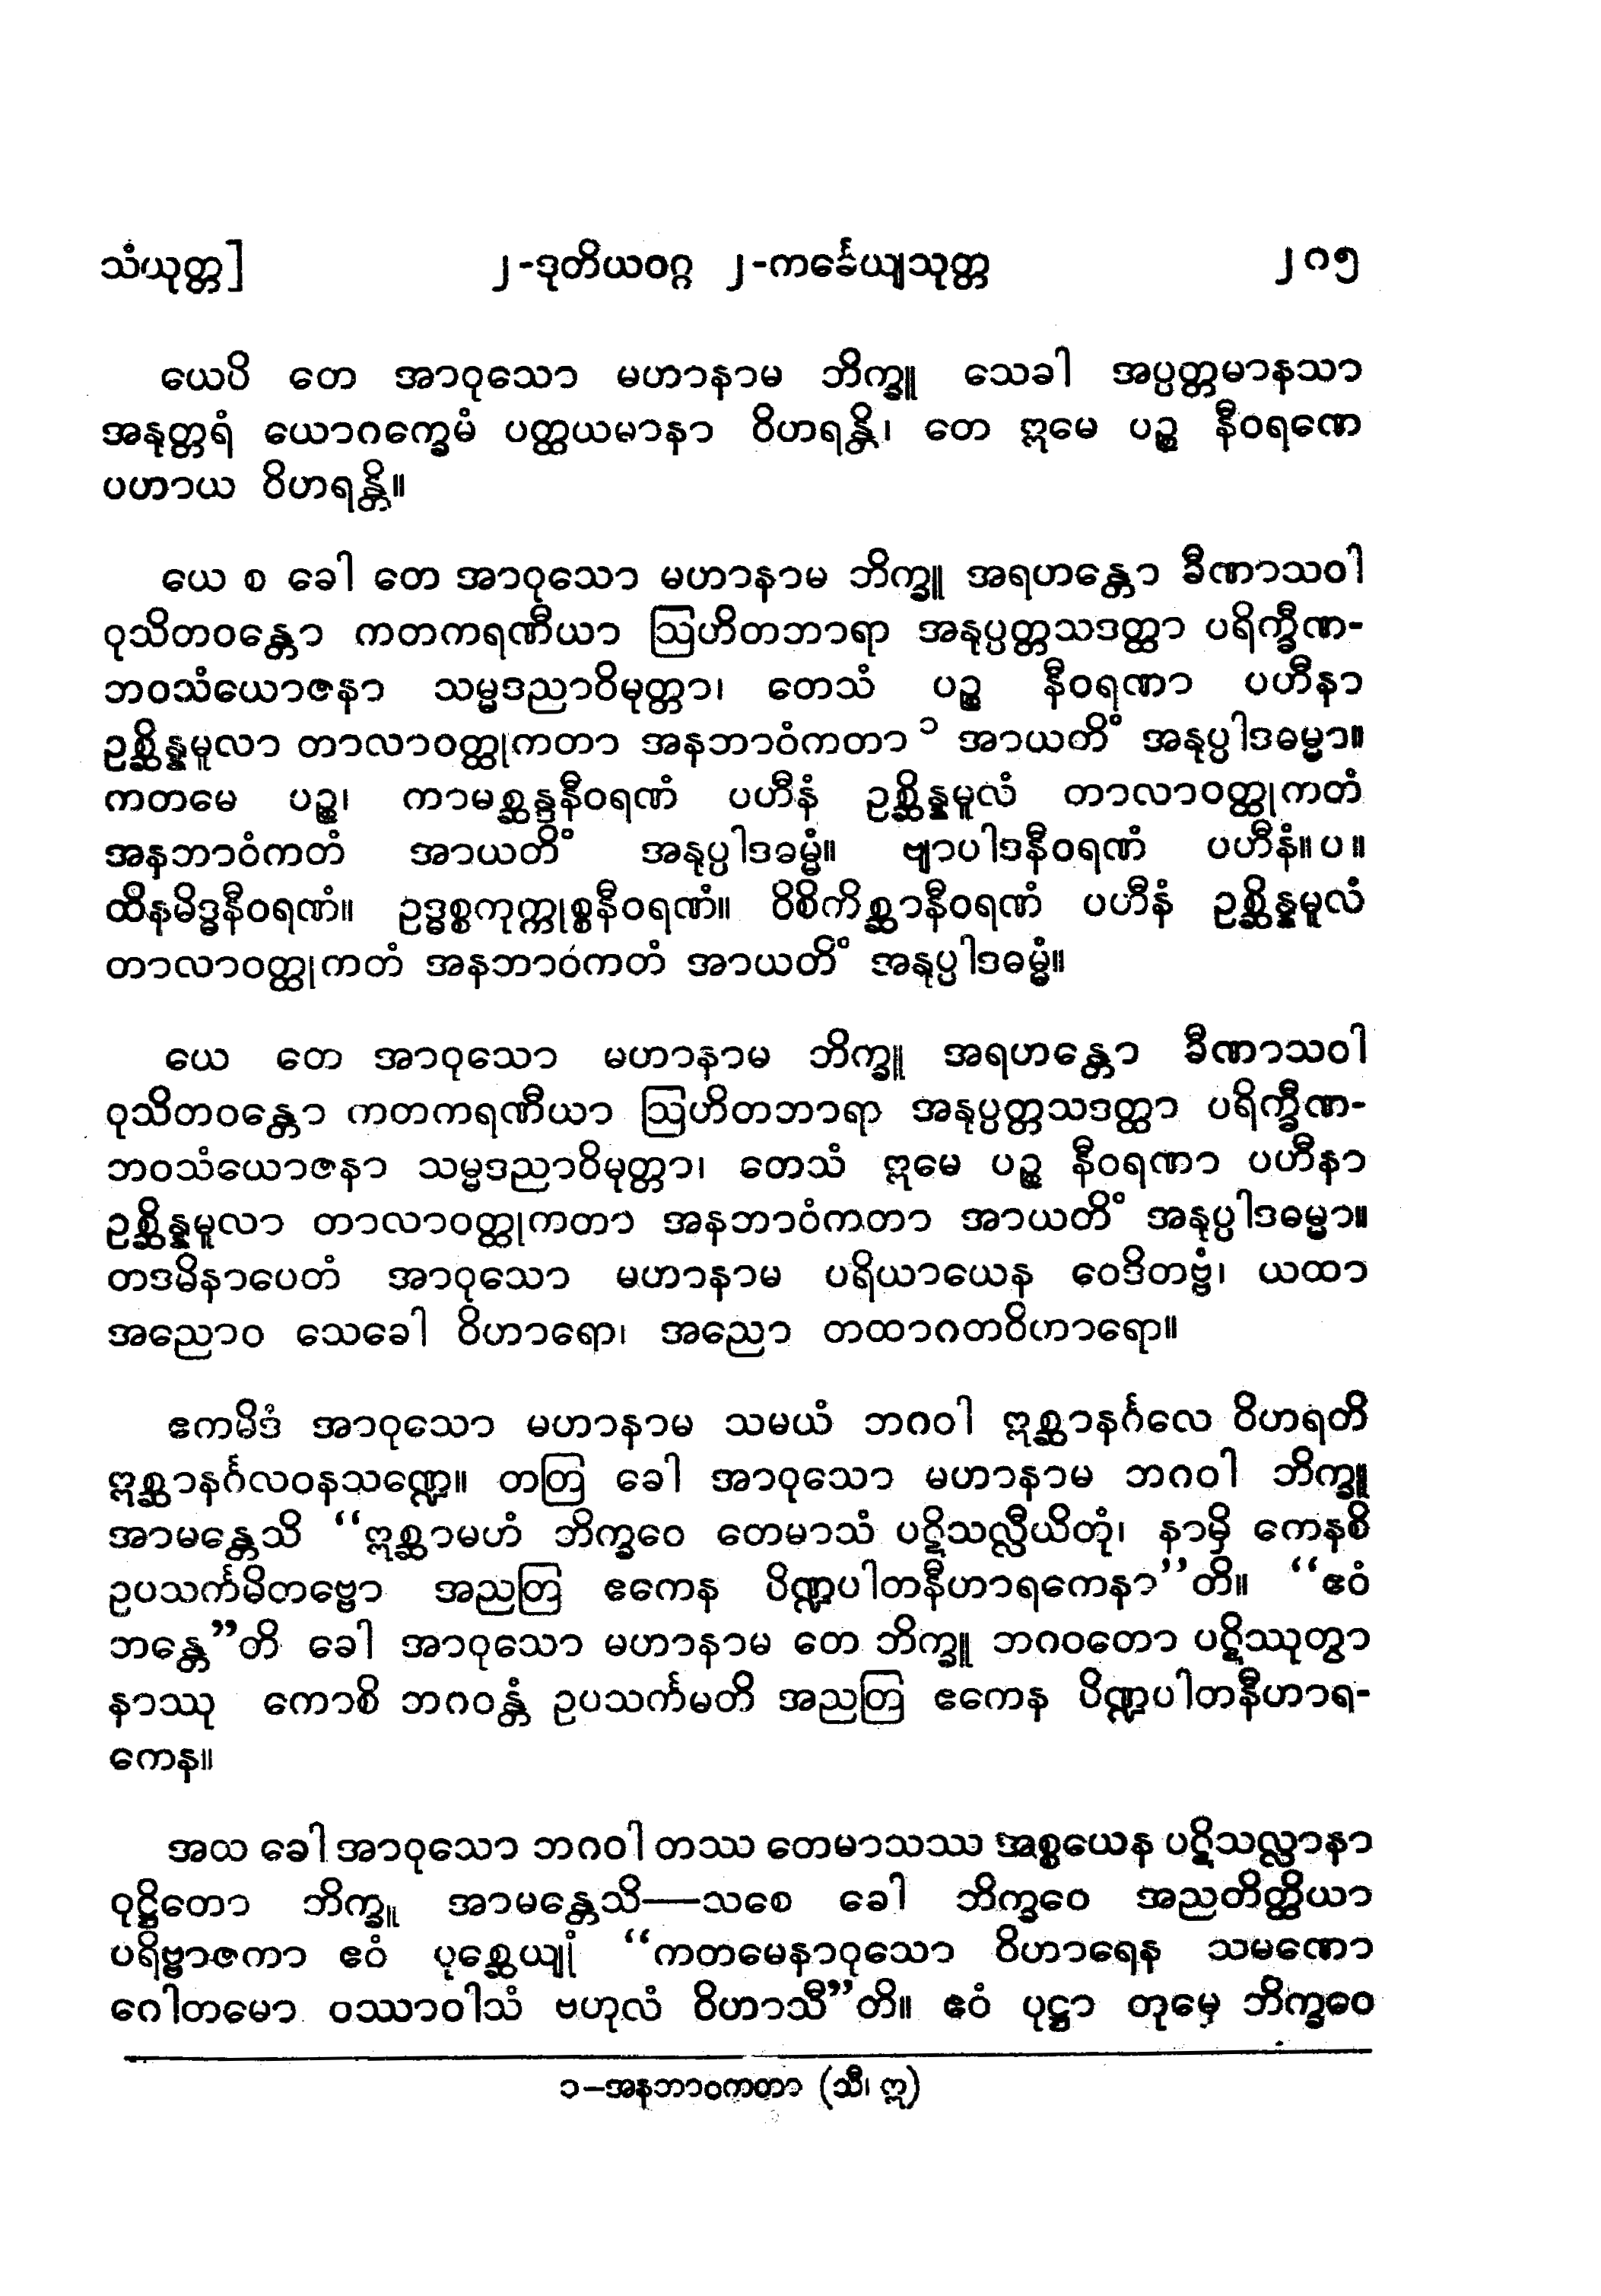 သံယုတ္တ] ၂-ဒုတိယဝဂ္ဂ ၂-ကင်္ခေယျသုတ္တ ၂၈၅
ယေပိ တေ အာဝုသော မဟာနာမ ဘိက္ခူ သေခါ အပ္ပတ္တမာနသာ
အနုတ္တရံ ယောဂက္ခေမံ ပတ္ထယမာနာ ဝိဟရန္တိ၊ တေ ဣမေ ပဉ္စ နီဝရဏေ
ပဟာယ ဝိဟရန္တိ။
ယေ စ ခေါ တေ အာဝုသော မဟာနာမ ဘိက္ခူ အရဟန္တော ခီဏာသဝါ
ဝုသိတဝန္တော ကတကရဏီယာ ဩဟိတဘာရာ အနုပ္ပတ္တသဒတ္ထာ ပရိက္ခီဏ-
ဘဝသံယောဇနာ သမ္မဒညာဝိမုတ္တာ၊ တေသံ ပဉ္စ နီဝရဏာ ပဟီနာ
ဥစ္ဆိန္နမူလာ တာလာဝတ္ထုကတာ အနဘာဝံကတာ ၁ အာယတိံ အနုပ္ပါဒဓမ္မာ။
ကတမေ ပဉ္စ၊ ကာမစ္ဆန္ဒနီဝရဏံ ပဟီနံ ဥစ္ဆိန္နမူလံ တာလာဝတ္ထုကတံ
အနဘာဝံကတံ အာယတိံ အနုပ္ပါဒဓမ္မံ။ ဗျာပါဒနီဝရဏံ ပဟီနံ။ပ။
ထိနမိဒ္ဓနီဝရဏံ။ ဥဒ္ဓစ္စကုက္ကုစ္စနီဝရဏံ။ ဝိစိကိစ္ဆာနီဝရဏံ ပဟီနံ ဥစ္ဆိန္နမူလံ
တာလာဝတ္ထုကတံ အနဘာဝံကတံ အာယတိံ အနုပ္ပါဒဓမ္မံ။
ယေ တေ အာဝုသော မဟာနာမ ဘိက္ခူ အရဟန္တော ခီဏာသဝါ
ဝုသိတဝန္တော ကတကရဏီယာ ဩဟိတဘာရာ အနုပ္ပတ္တသဒတ္ထာ ပရိက္ခီဏ-
ဘဝသံယောဇနာ သမ္မဒညာဝိမုတ္တာ၊ တေသံ ဣမေ ပဉ္စ နီဝရဏာ ပဟီနာ
ဥစ္ဆိန္နမူလာ တာလာဝတ္ထုကတာ အနဘာဝံကတာ အာယတိံ အနုပ္ပါဒဓမ္မာ။
တဒမိနာပေတံ အာဝုသော မဟာနာမ ပရိယာယေန ဝေဒိတဗ္ဗံ၊ ယထာ
အညောဝ သေခေါ ဝိဟာရော၊ အညော တထာဂတဝိဟာရော။
ဧကမိဒံ အာဝုသော မဟာနာမ သမယံ ဘဂဝါ ဣစ္ဆာနင်္ဂလေ ဝိဟရတိ
ဣစ္ဆာနင်္ဂလဝနသဏ္ဍေ။ တတြ ခေါ အာဝုသော မဟာနာမ ဘဂဝါ ဘိက္ခူ
အာမန္တေသိ “ဣစ္ဆာမဟံ ဘိက္ခဝေ တေမာသံ ပဋိသလ္လီယိတုံ၊ နာမှိ ကေနစိ
ဥပသင်္ကမိတဗ္ဗော အညတြ ဧကေန ပိဏ္ဍပါတနီဟာရကေနာ”တိ။ “ဧဝံ
ဘန္တေ”တိ ခေါ အာဝုသော မဟာနာမ တေ ဘိက္ခူ ဘဂဝတော ပဋိဿုတွာ
နာဿု ကောစိ ဘဂဝန္တံ ဥပသင်္ကမတိ အညတြ ဧကေန ပိဏ္ဍပါတနီဟာရ-
ကေန။
အထ ခေါ အာဝုသော ဘဂဝါ တဿ တေမာသဿ အစ္စယေန ပဋိသလ္လာနာ
ဝုဋ္ဌိတော ဘိက္ခူ အာမန္တေသိ—သစေ ခေါ ဘိက္ခဝေ အညတိတ္ထိယာ
ပရိဗ္ဗာဇကာ ဧဝံ ပုစ္ဆေယျုံ “ကတမေနာဝုသော ဝိဟာရေန သမဏော
ဂေါတမော ဝဿာဝါသံ ဗဟုလံ ဝိဟာသီ”တိ။ ဧဝံ ပုဋ္ဌာ တုမှေ ဘိက္ခဝေ
၁–အနဘာဝကတာ (သီ၊ ဣ)